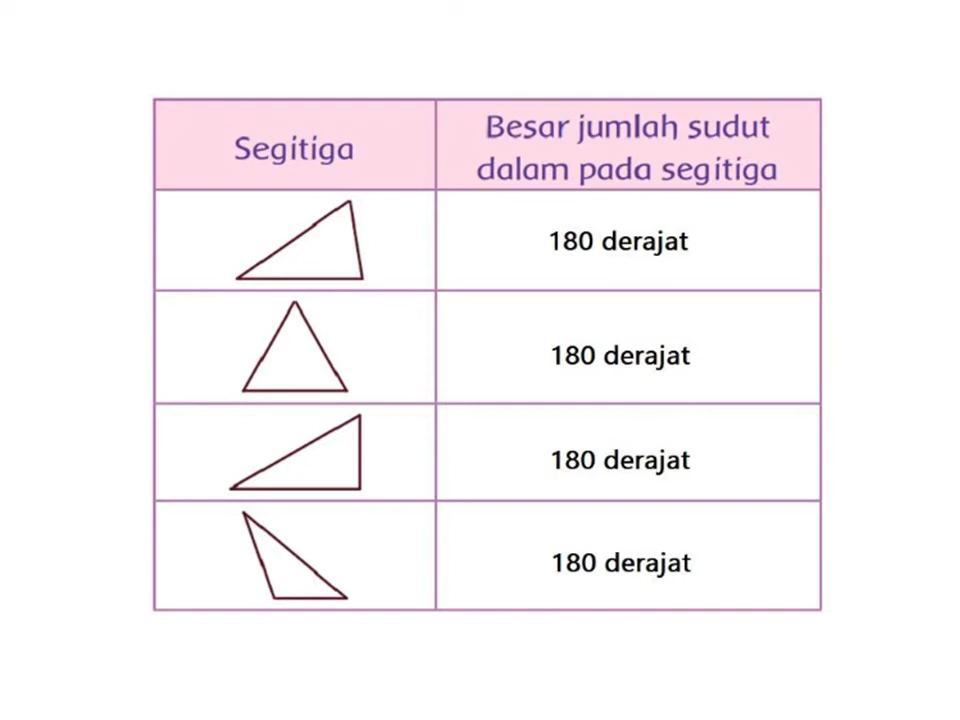 Segitiga
Besar jumlah sudut
dalam pada segitiga
180 derajat
180 derajat
180 derajat
180 derajat